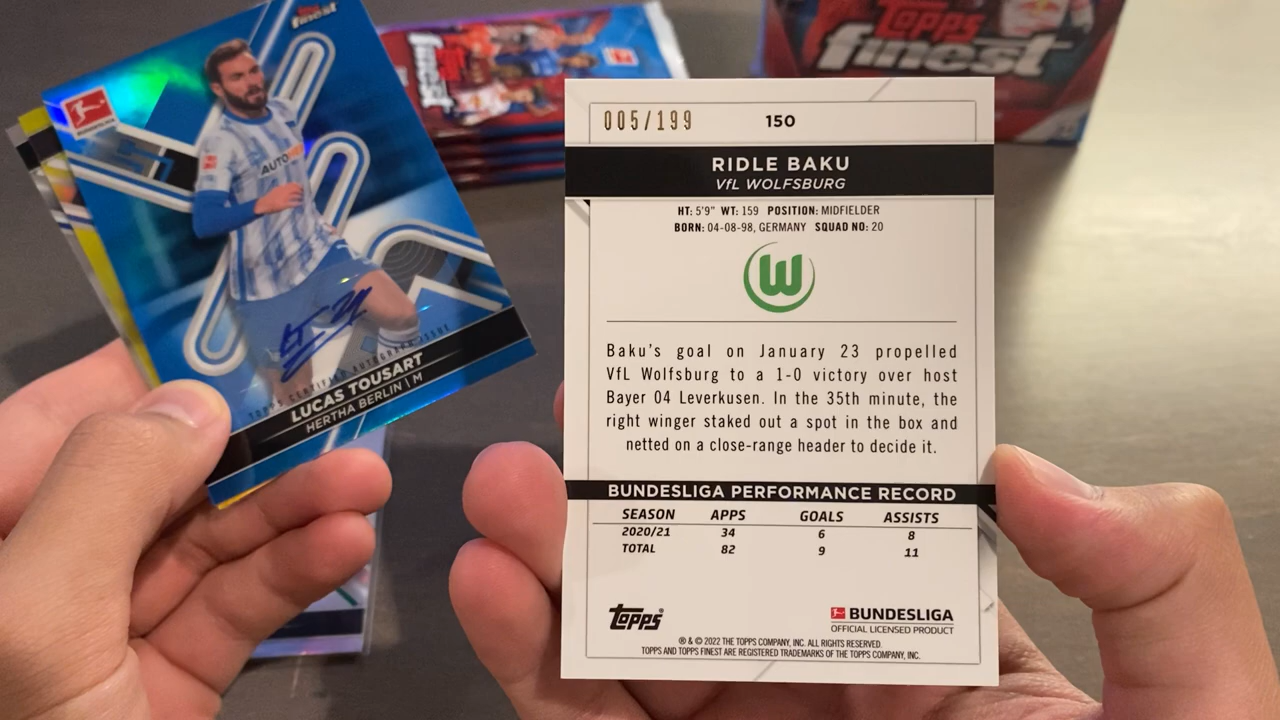 Topps
finest
BUNDESLIGA
AUTO
TOPPS CERTIFIED AUTOGRAPH ISSUE
LUCAS TOUSART
HERTHA BERLIN | M
Topps
finest
Topps
finest
005/199
150
RIDLE BAKU
VfL WOLFSBURG
HT: 5'9" WT: 159 POSITION: MIDFIELDER
BORN: 04-08-98, GERMANY SQUAD NO: 20
W
Baku's goal on January 23 propelled
VfL Wolfsburg to a 1-0 victory over host
Bayer 04 Leverkusen. In the 35th minute, the
right winger staked out a spot in the box and
netted on a close-range header to decide it.
BUNDESLIGA PERFORMANCE RECORD
SEASON APPS GOALS ASSISTS
2020/21 34 6 8
TOTAL 82 9 11
Topps®
BUNDESLIGA
OFFICIAL LICENSED PRODUCT
® & © 2022 THE TOPPS COMPANY, INC. ALL RIGHTS RESERVED.
TOPPS AND TOPPS FINEST ARE REGISTERED TRADEMARKS OF THE TOPPS COMPANY, INC.